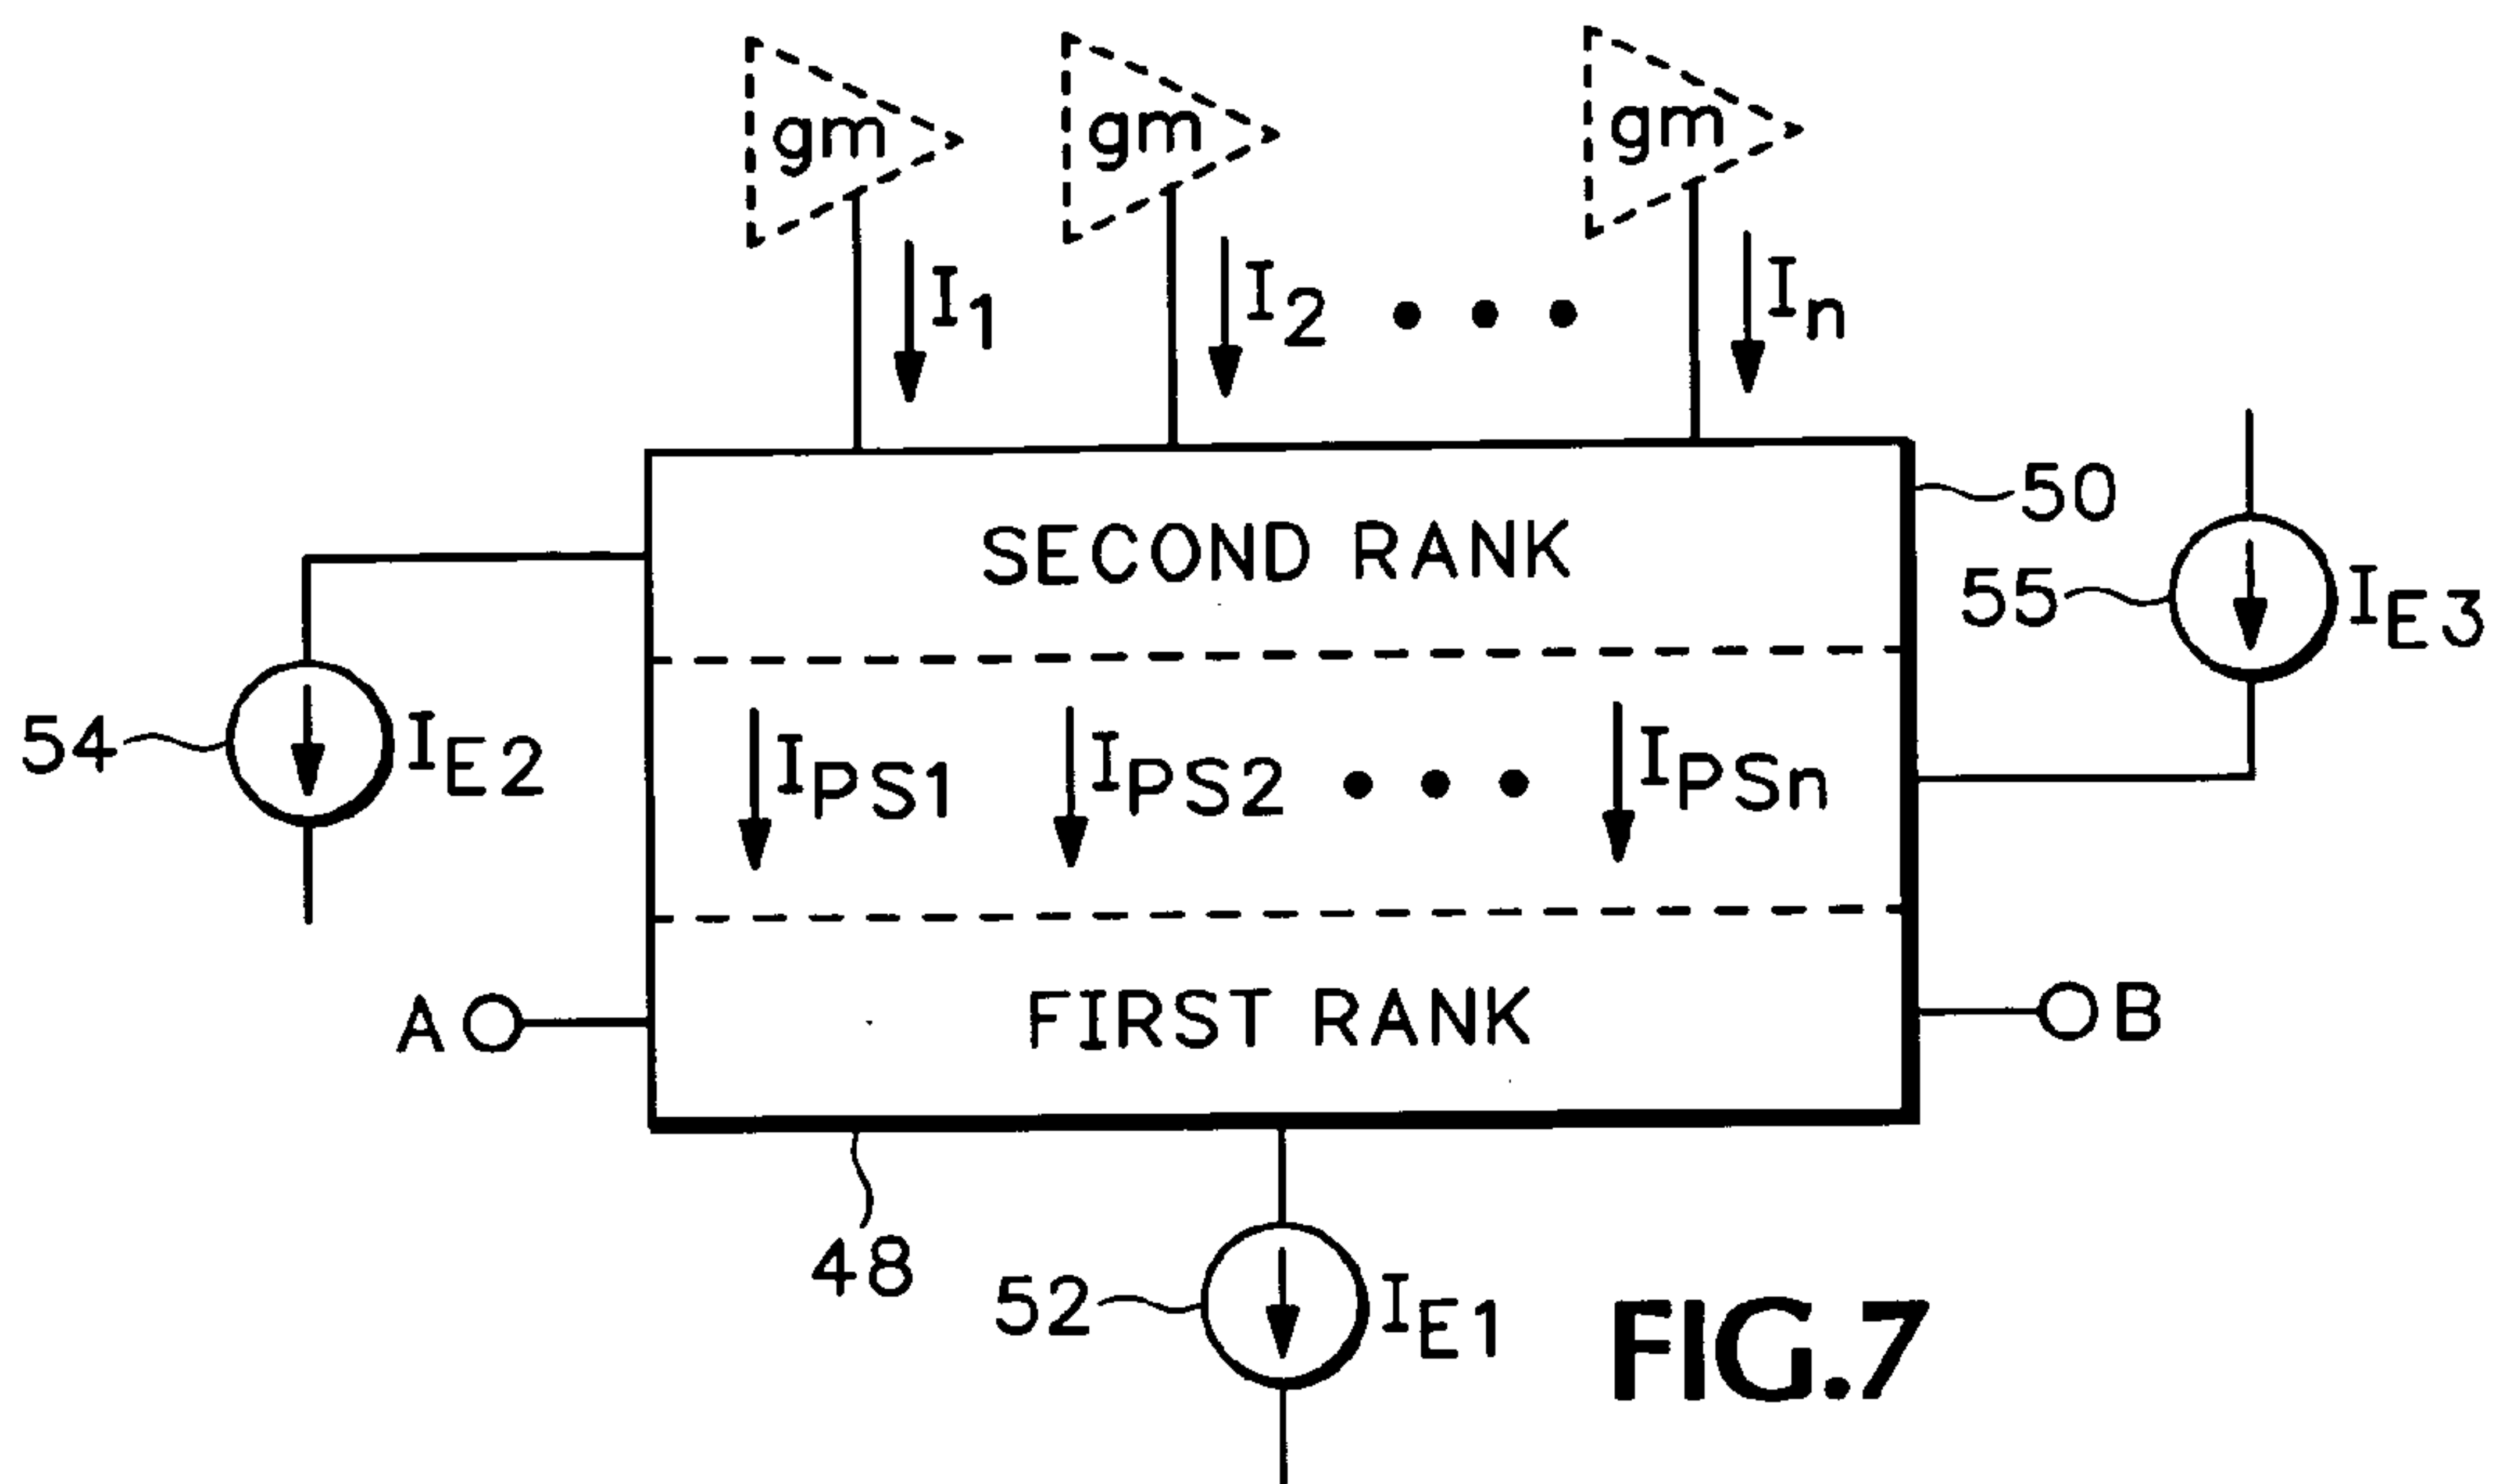 gm gm gm
I1 I2 • • • In
50
SECOND RANK
55 IE3
54 IE2
IPS1 IPS2 • • • IPSn
A FIRST RANK B
48
52 IE1
FIG.7